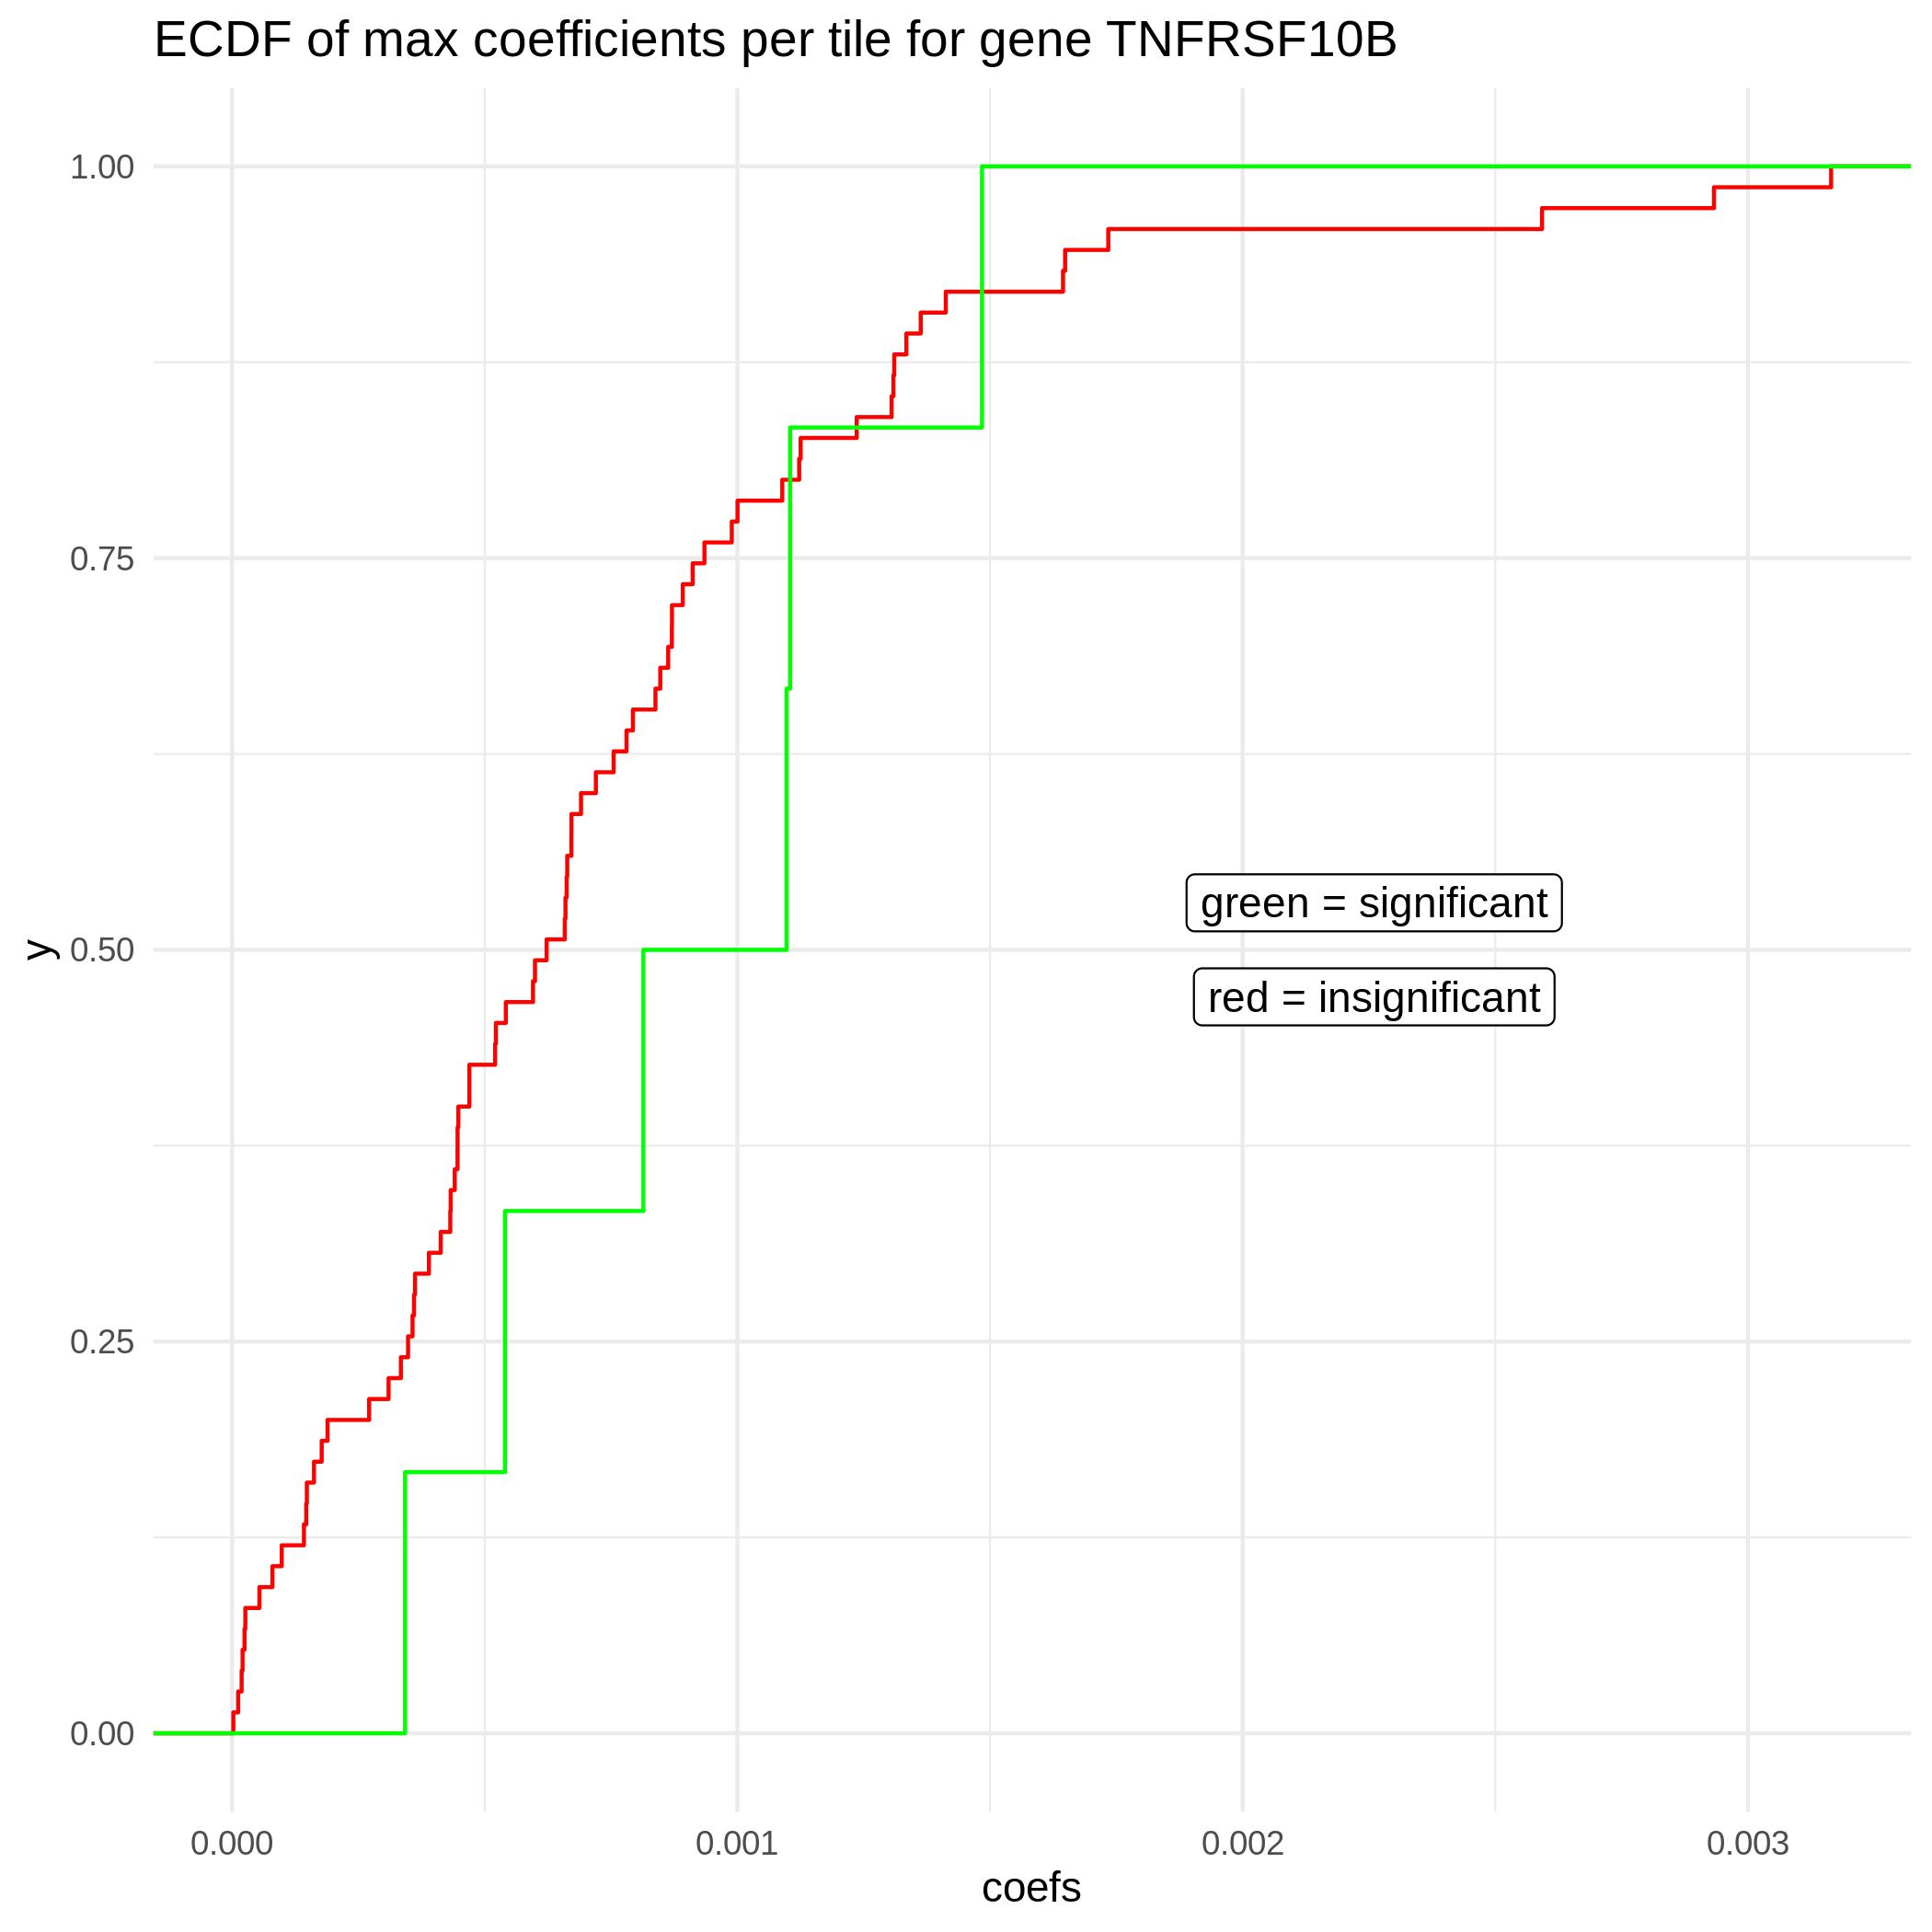 ECDF of max coefficients per tile for gene TNFRSF10B
1.00
0.75
0.50
0.25
0.00
y
green = significant
red = insignificant
0.000 0.001 0.002 0.003
coefs